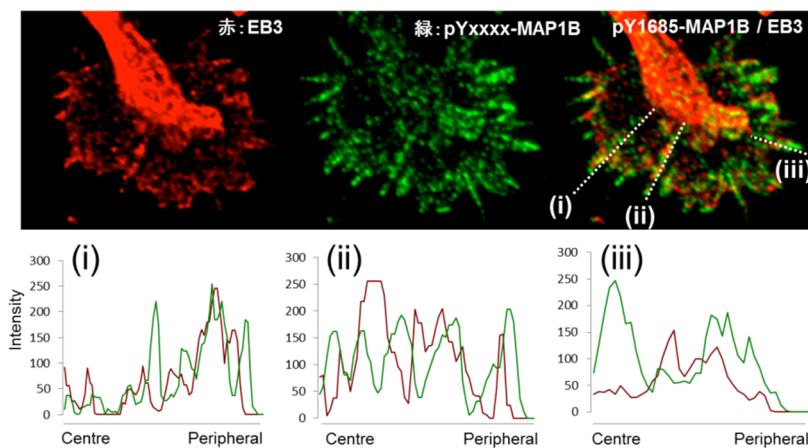 赤：EB3
緑：pYxxxx-MAP1B
pY1685-MAP1B / EB3
(i)
(ii)
(iii)
(i)
(ii)
(iii)
Intensity
300
250
200
150
100
50
0
300
250
200
150
100
50
0
300
250
200
150
100
50
0
Centre Peripheral
Centre Peripheral
Centre Peripheral